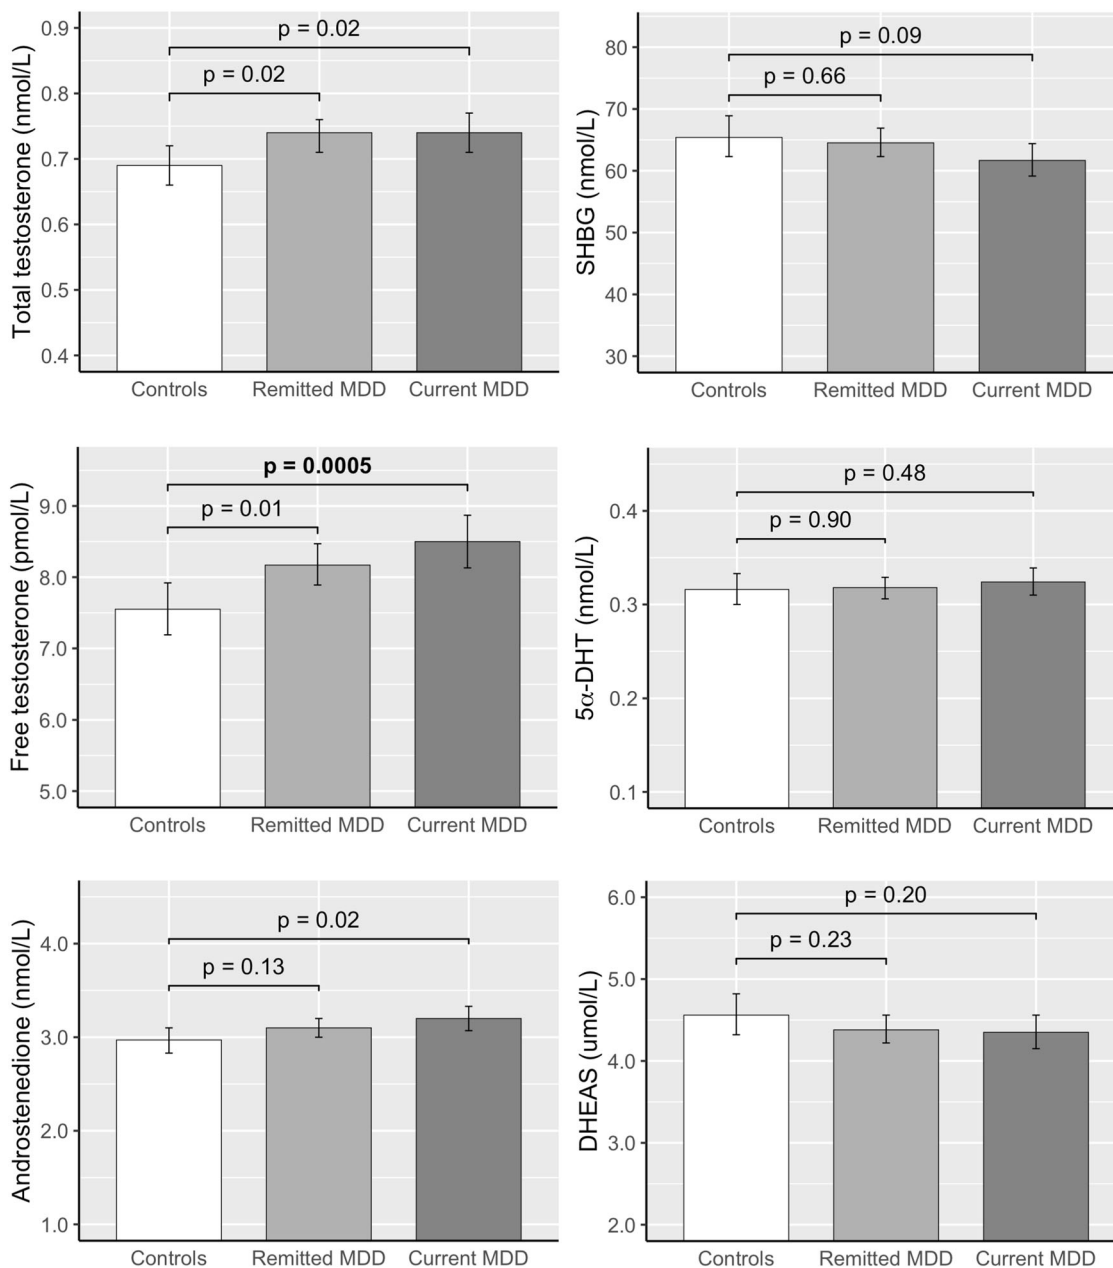 Total testosterone (nmol/L)
0.9
0.8
0.7
0.6
0.5
0.4
p = 0.02
p = 0.02
Controls
Remitted MDD
Current MDD
SHBG (nmol/L)
80
70
60
50
40
30
p = 0.09
p = 0.66
Controls
Remitted MDD
Current MDD
Free testosterone (pmol/L)
9.0
8.0
7.0
6.0
5.0
p = 0.0005
p = 0.01
Controls
Remitted MDD
Current MDD
5α-DHT (nmol/L)
0.4
0.3
0.2
0.1
p = 0.48
p = 0.90
Controls
Remitted MDD
Current MDD
Androstenedione (nmol/L)
4.0
3.0
2.0
1.0
p = 0.02
p = 0.13
Controls
Remitted MDD
Current MDD
DHEAS (umol/L)
6.0
5.0
4.0
3.0
2.0
p = 0.20
p = 0.23
Controls
Remitted MDD
Current MDD